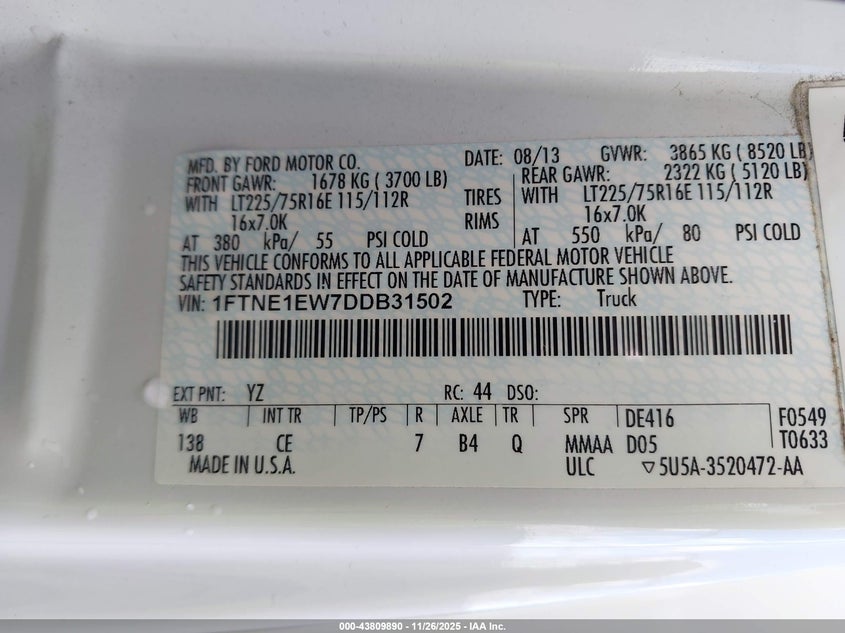 MFD. BY FORD MOTOR CO. DATE: 08/13 GVWR: 3865 KG ( 8520 LB)
FRONT GAWR: 1678 KG ( 3700 LB) REAR GAWR: 2322 KG ( 5120 LB)
WITH LT225/75R16E 115/112R TIRES WITH LT225/75R16E 115/112R
16x7.0K RIMS 16x7.0K
AT 380 kPa/ 55 PSI COLD AT 550 kPa/ 80 PSI COLD
THIS VEHICLE CONFORMS TO ALL APPLICABLE FEDERAL MOTOR VEHICLE
SAFETY STANDARDS IN EFFECT ON THE DATE OF MANUFACTURE SHOWN ABOVE.
VIN: 1FTNE1EW7DDB31502 TYPE: Truck
EXT PNT: YZ RC: 44 DSO:
WB INT TR TP/PS R AXLE TR SPR DE416 F0549
138 CE 7 B4 Q MMAA D05 T0633
MADE IN U.S.A. ULC ▽5U5A-3520472-AA
000-43809890 - 11/26/2025 - IAA Inc.